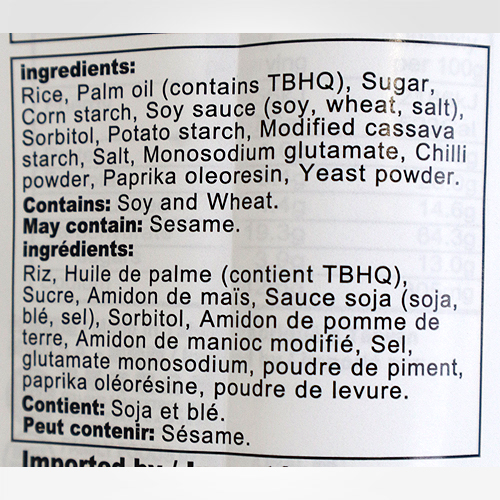 ingredients:
Rice, Palm oil (contains TBHQ), Sugar,
Corn starch, Soy sauce (soy, wheat, salt),
Sorbitol, Potato starch, Modified cassava
starch, Salt, Monosodium glutamate, Chilli
powder, Paprika oleoresin, Yeast powder.
Contains: Soy and Wheat.
May contain: Sesame.
ingrédients:
Riz, Huile de palme (contient TBHQ),
Sucre, Amidon de maïs, Sauce soja (soja,
blé, sel), Sorbitol, Amidon de pomme de
terre, Amidon de manioc modifié, Sel,
glutamate monosodium, poudre de piment,
paprika oléorésine, poudre de levure.
Contient: Soja et blé.
Peut contenir: Sésame.
Imported by /